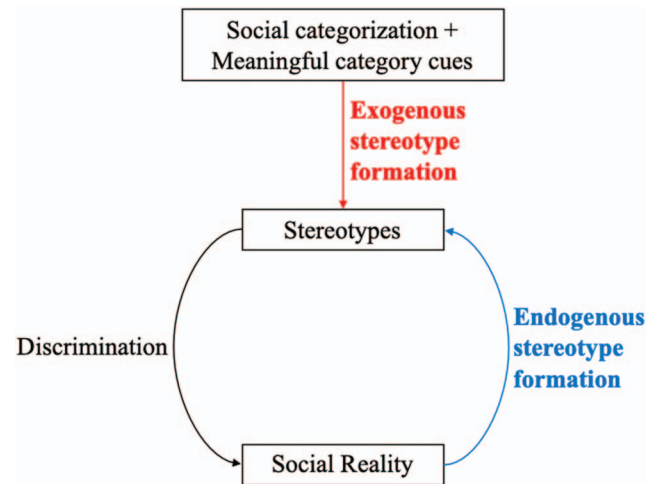 Social categorization +
Meaningful category cues
Exogenous
stereotype
formation
Stereotypes
Discrimination
Endogenous
stereotype
formation
Social Reality